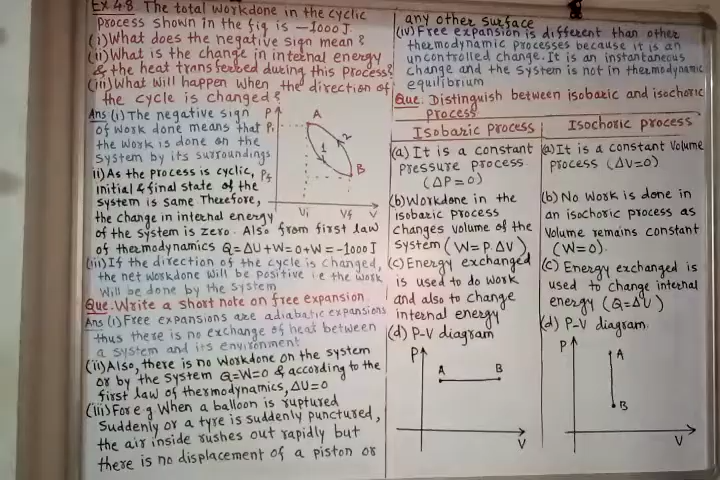 Ex 4.8 The total workdone in the cyclic
process shown in the fig is -1000 J.
(i) What does the negative sign mean?
(ii) What is the change in internal energy
& the heat transferred during this process?
(iii) What will happen when the direction of
the cycle is changed?
Ans (i) The negative sign
of work done means that
the work is done on the
System by its surroundings.
ii) As the process is cyclic,
initial & final state of the
system is same. Therefore,
the change in internal energy
of the system is zero. Also from first law
of thermodynamics Q=ΔU+W=0+W=-1000J
(iii) If the direction of the cycle is changed,
the net workdone will be positive i.e the work
Will be done by the System
P
Pi
A
2
1
Pf
B
Vi
Vf
V
Que. Write a short note on free expansion.
Ans (i) Free expansions are adiabatic expansions
thus there is no exchange of heat between
a system and its environment
(ii) Also, there is no workdone on the system
or by the System Q=W=0 & according to the
first law of thermodynamics, ΔU=0
(iii) For e.g When a balloon is ruptured
Suddenly or a tyre is suddenly punctured,
the air inside rushes out rapidly but
there is no displacement of a piston or
any other surface
(iv) Free expansion is different than other
thermodynamic processes because it is an
uncontrolled change. It is an instantaneous
change and the System is not in thermodynamic
equilibrium
Que. Distinguish between isobaric and isochoric
process.
Isobaric process
(a) It is a constant
pressure process
(ΔP=0)
(b) Workdone in the
isobaric process
changes volume of the
System (W=P.ΔV)
(c) Energy exchanged
is used to do work
and also to change
internal energy
(d) P-V diagram
P
A
B
V
Isochoric process
(a) It is a constant volume
process (ΔV=0)
(b) No Work is done in
an isochoric process as
Volume remains constant
(W=0).
(c) Energy exchanged is
used to change internal
energy (Q=ΔU)
(d) P-V diagram.
P
A
B
V